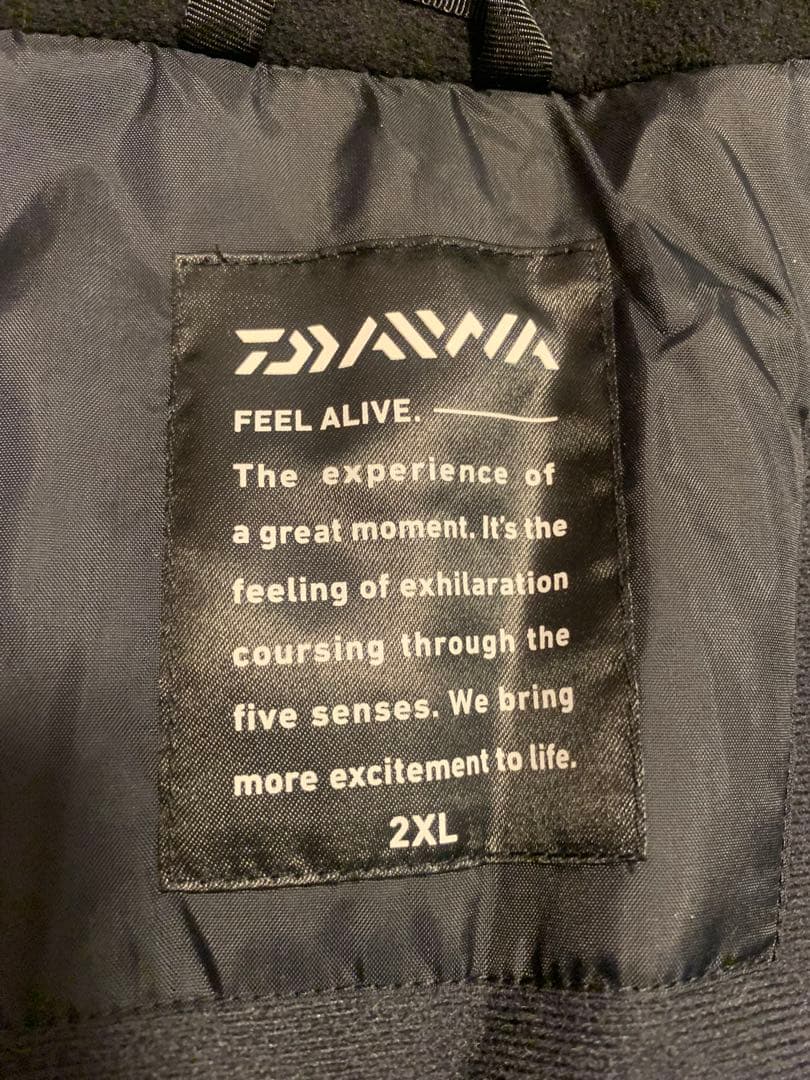 DAIWA
FEEL ALIVE.
The experience of
a great moment. It's the
feeling of exhilaration
coursing through the
five senses. We bring
more excitement to life.
2XL